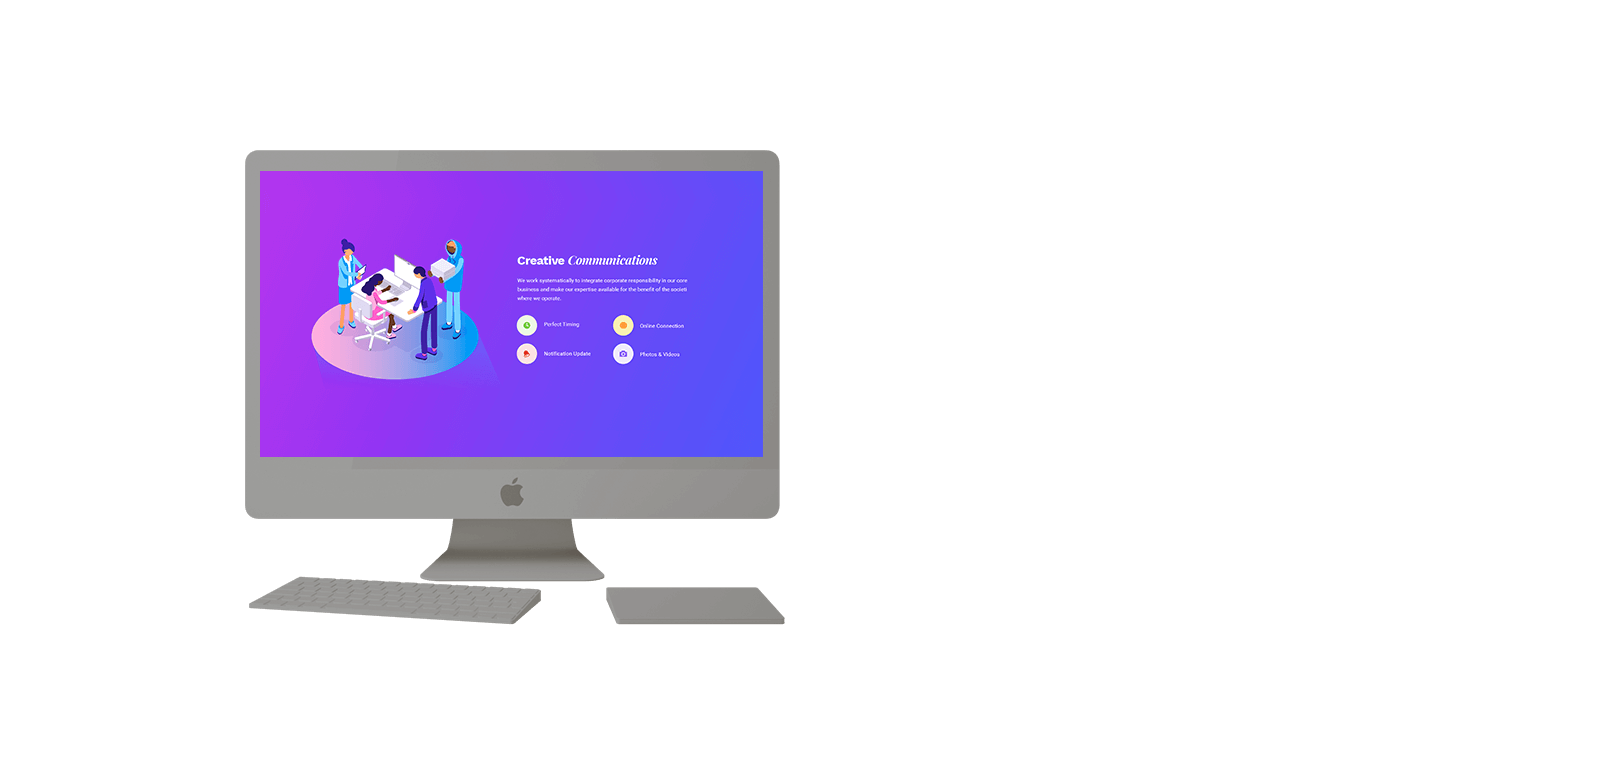 Creative Communications
We work systematically to integrate corporate responsibility in our core
business and make our expertise available for the benefit of the societi
where we operate.
Perfect Timing
Online Connection
Notification Update
Photos & Videos